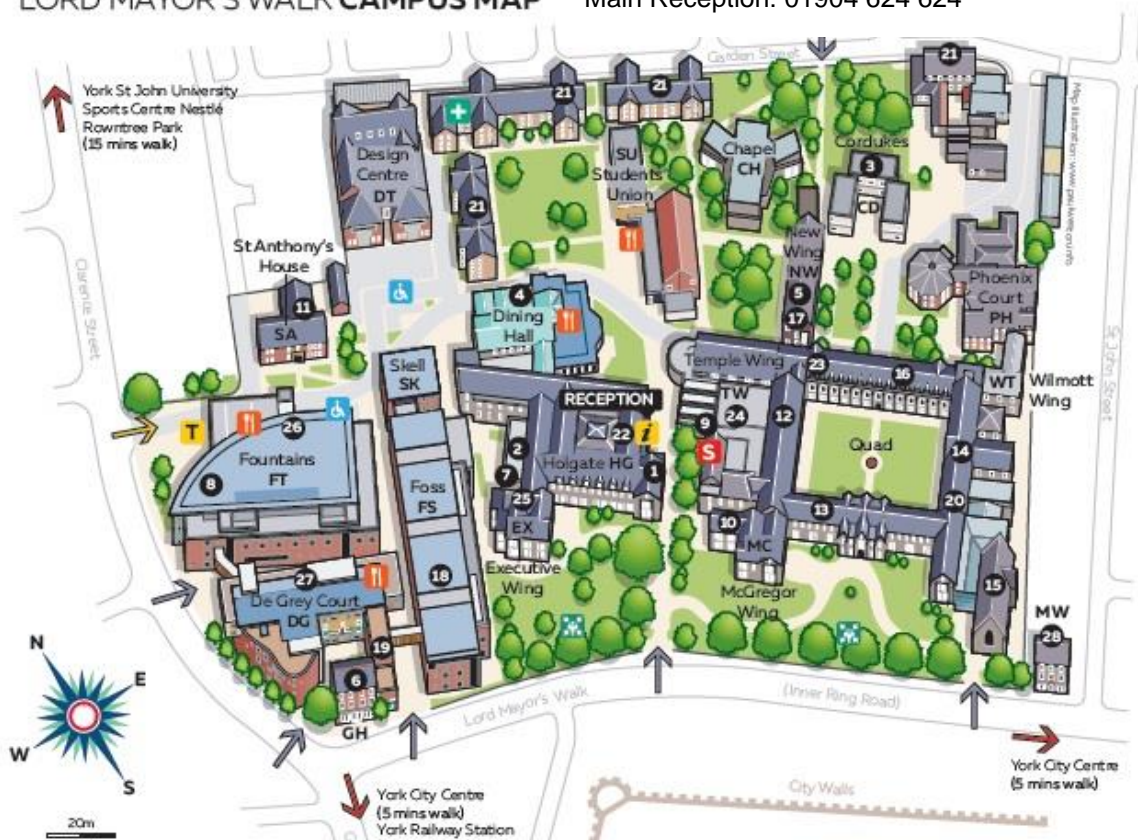 LORD MAYOR'S WALK CAMPUS MAP
Main Reception: 01904 624 624
Garden Street
York St John University
Sports Centre Nestlé
Rowntree Park
(15 mins walk)
21
21
21
21
Design
Centre
DT
SU
Students
Union
Chapel
CH
Cordukes
3
CD
Map illustration: www.paulweston.info
Clarence Street
St Anthony's
House
11
SA
4
Dining
Hall
New
Wing
NW
5
17
Phoenix
Court
PH
St John Street
Skell
SK
Temple Wing
23
16
WT
Wilmott
Wing
RECEPTION
TW
24
12
9
S
T
26
Fountains
FT
8
2
7
22
i
Holgate HG
1
Quad
14
Foss
FS
25
EX
10
MC
13
20
Executive
Wing
McGregor
Wing
27
De Grey Court
DG
18
19
6
GH
15
MW
28
N
E
W
S
20m
Lord Mayor's Walk
(Inner Ring Road)
York City Centre
(5 mins walk)
York Railway Station
City Walls
York City Centre
(5 mins walk)